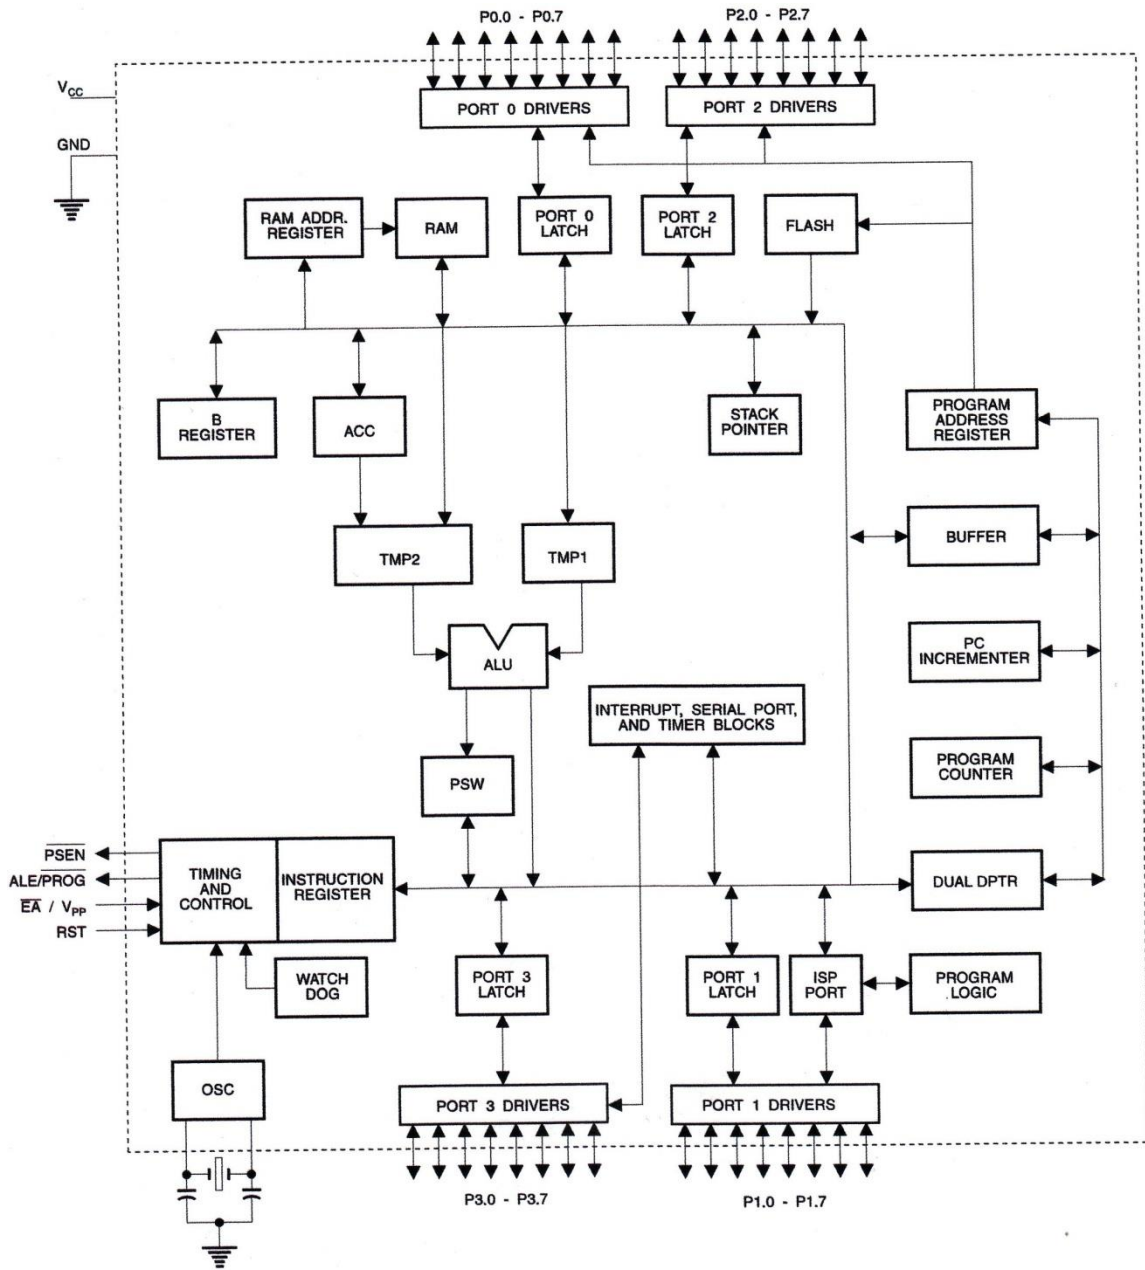 P0.0 - P0.7
P2.0 - P2.7
VCC
GND
PORT 0 DRIVERS
PORT 2 DRIVERS
RAM ADDR.
REGISTER
RAM
PORT 0
LATCH
PORT 2
LATCH
FLASH
B
REGISTER
ACC
STACK
POINTER
PROGRAM
ADDRESS
REGISTER
TMP2
TMP1
BUFFER
ALU
PC
INCREMENTER
INTERRUPT, SERIAL PORT,
AND TIMER BLOCKS
PSW
PROGRAM
COUNTER
PSEN
ALE/PROG
EA / VPP
RST
TIMING
AND
CONTROL
INSTRUCTION
REGISTER
DUAL DPTR
WATCH
DOG
PORT 3
LATCH
PORT 1
LATCH
ISP
PORT
PROGRAM
LOGIC
OSC
PORT 3 DRIVERS
PORT 1 DRIVERS
P3.0 - P3.7
P1.0 - P1.7